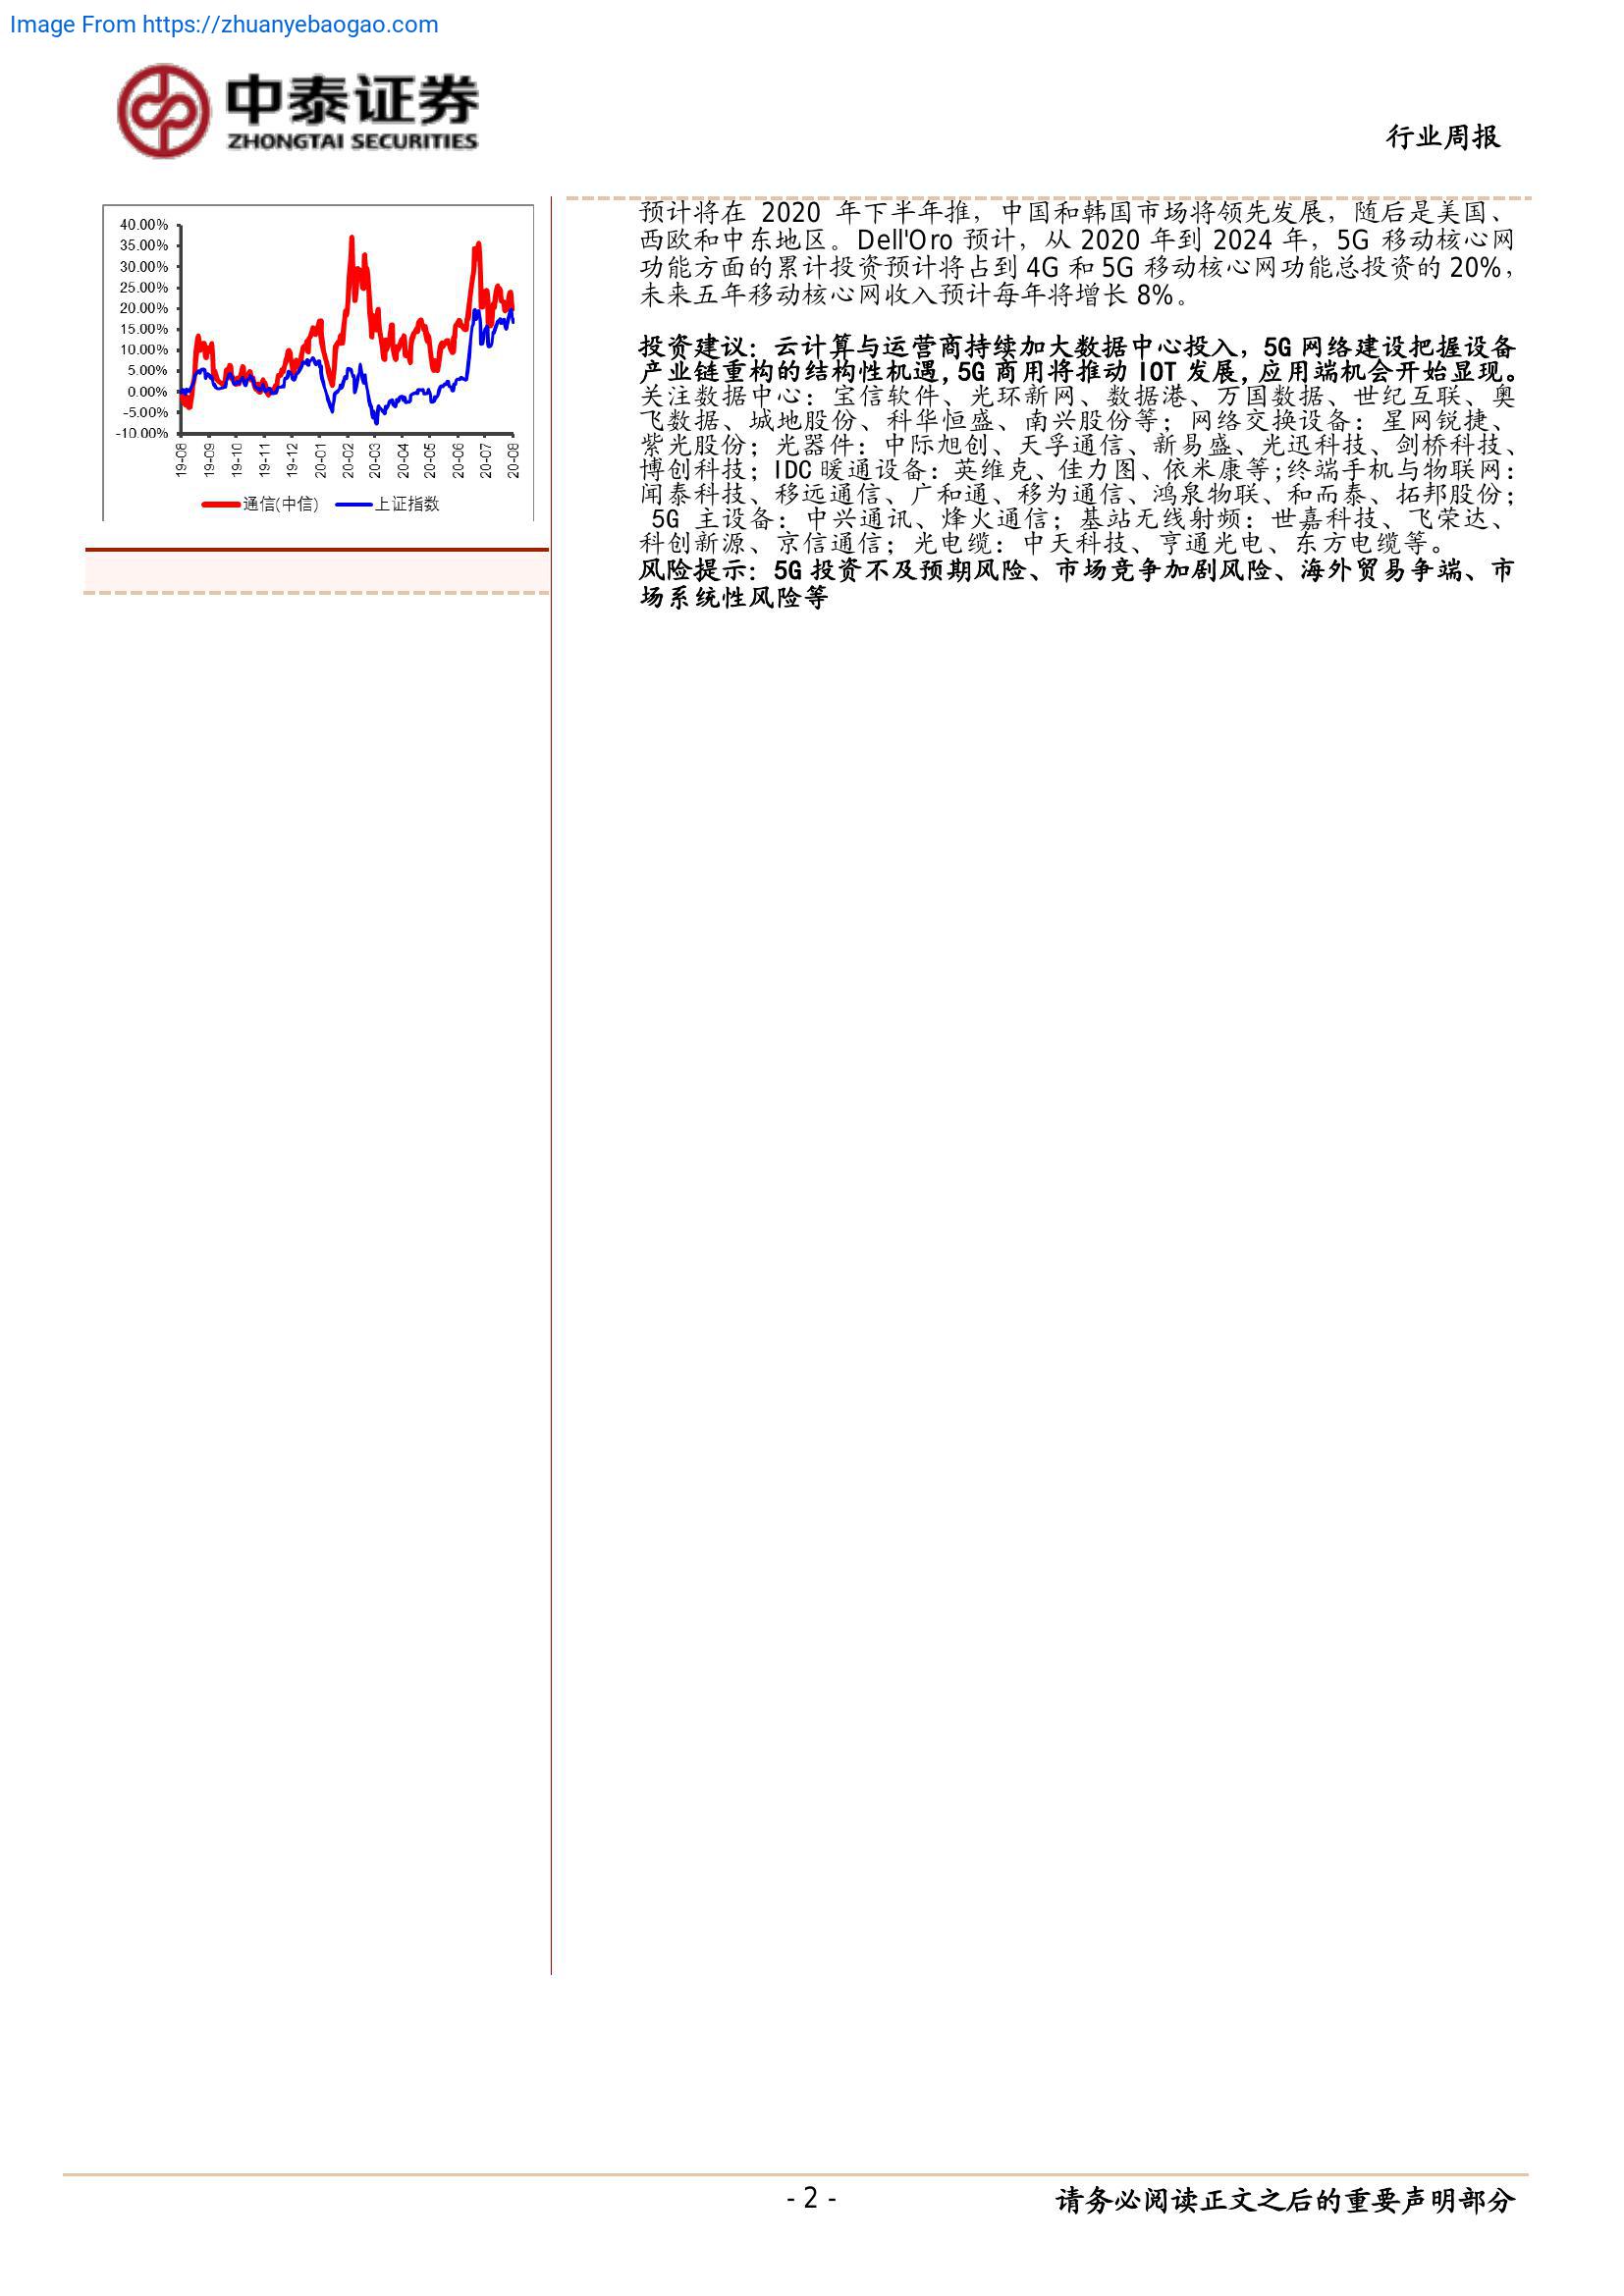 Image From https://zhuanyebaogao.com
中泰证券
ZHONGTAI SECURITIES
行业周报
40.00%
35.00%
30.00%
25.00%
20.00%
15.00%
10.00%
5.00%
0.00%
-5.00%
-10.00%
19-08
19-09
19-10
19-11
19-12
20-01
20-02
20-03
20-04
20-05
20-06
20-07
20-08
通信(中信) 上证指数
预计将在 2020 年下半年推，中国和韩国市场将领先发展，随后是美国、
西欧和中东地区。Dell'Oro 预计，从 2020 年到 2024 年，5G 移动核心网
功能方面的累计投资预计将占到 4G 和 5G 移动核心网功能总投资的 20%，
未来五年移动核心网收入预计每年将增长 8%。
投资建议：云计算与运营商持续加大数据中心投入，5G 网络建设把握设备
产业链重构的结构性机遇，5G 商用将推动 IOT 发展，应用端机会开始显现。
关注数据中心：宝信软件、光环新网、数据港、万国数据、世纪互联、奥
飞数据、城地股份、科华恒盛、南兴股份等；网络交换设备：星网锐捷、
紫光股份；光器件：中际旭创、天孚通信、新易盛、光迅科技、剑桥科技、
博创科技；IDC 暖通设备：英维克、佳力图、依米康等;终端手机与物联网：
闻泰科技、移远通信、广和通、移为通信、鸿泉物联、和而泰、拓邦股份；
5G 主设备：中兴通讯、烽火通信；基站无线射频：世嘉科技、飞荣达、
科创新源、京信通信；光电缆：中天科技、亨通光电、东方电缆等。
风险提示：5G 投资不及预期风险、市场竞争加剧风险、海外贸易争端、市
场系统性风险等
- 2 -
请务必阅读正文之后的重要声明部分